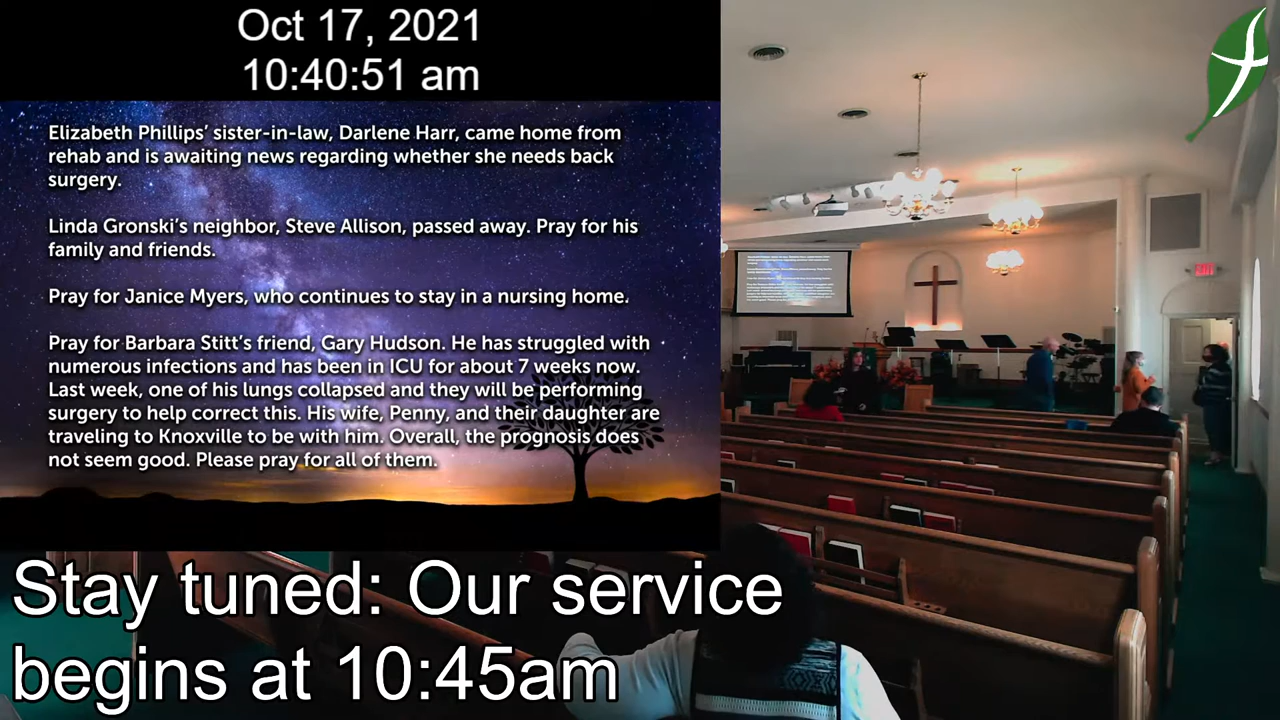 Oct 17, 2021
10:40:51 am
Elizabeth Phillips' sister-in-law, Darlene Harr, came home from
rehab and is awaiting news regarding whether she needs back
surgery.
Linda Gronski's neighbor, Steve Allison, passed away. Pray for his
family and friends.
Pray for Janice Myers, who continues to stay in a nursing home.
Pray for Barbara Stitt's friend, Gary Hudson. He has struggled with
numerous infections and has been in ICU for about 7 weeks now.
Last week, one of his lungs collapsed and they will be performing
surgery to help correct this. His wife, Penny, and their daughter are
traveling to Knoxville to be with him. Overall, the prognosis does
not seem good. Please pray for all of them.
Stay tuned: Our service
begins at 10:45am